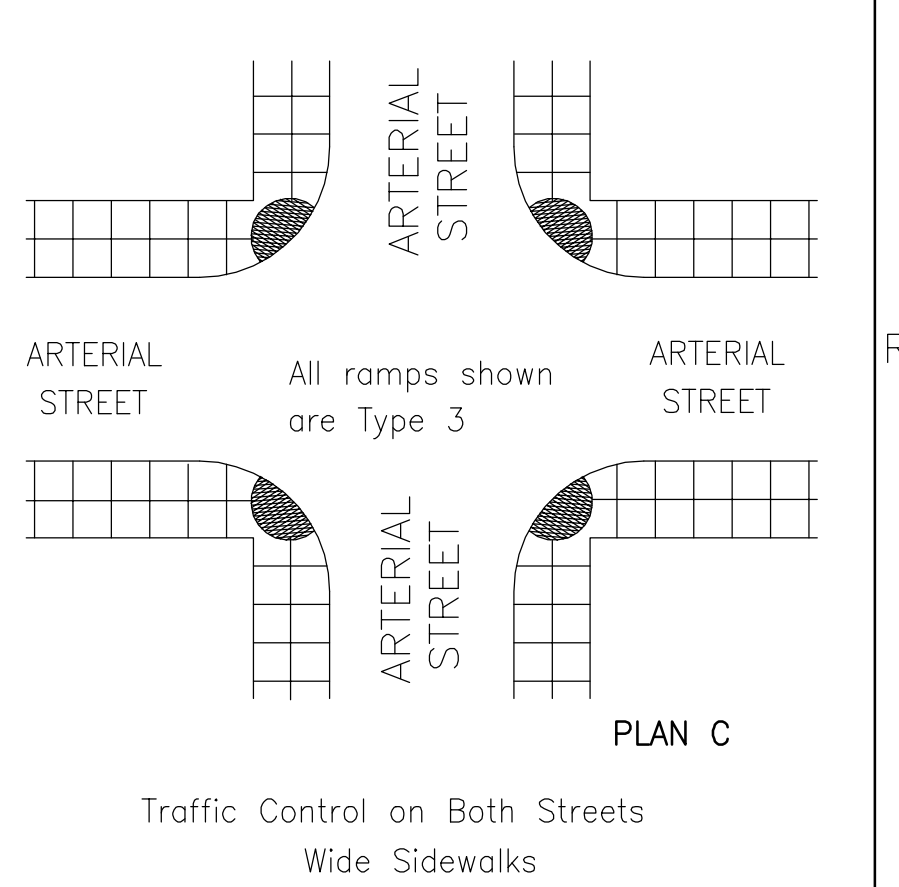 ARTERIAL
STREET
ARTERIAL
STREET
All ramps shown
are Type 3
ARTERIAL
STREET
ARTERIAL
STREET
PLAN C
Traffic Control on Both Streets
Wide Sidewalks